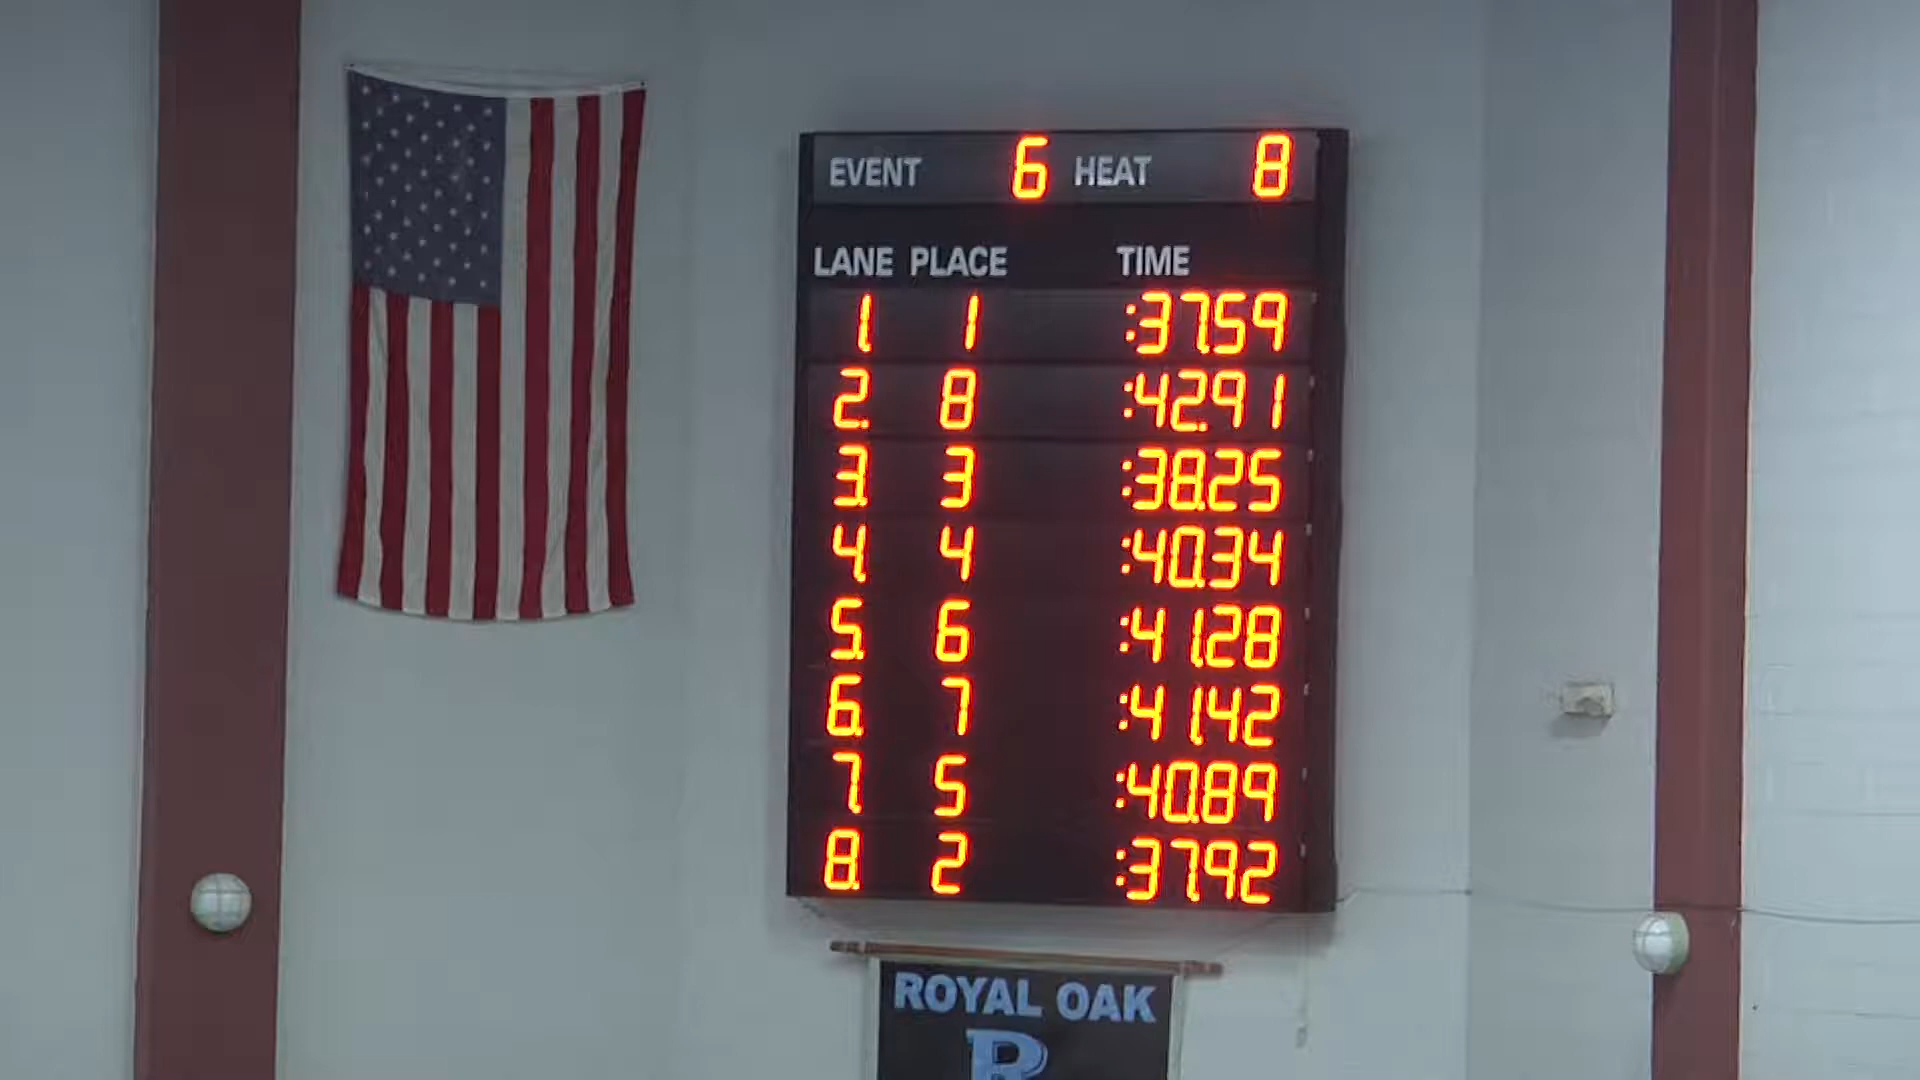 EVENT 6 HEAT 8
LANE PLACE TIME
1. 1 :37.59
2. 8 :42.91
3. 3 :38.25
4. 4 :40.34
5. 6 :41.28
6. 7 :41.42
7 5 :40.89
8. 2 :37.92
ROYAL OAK
R